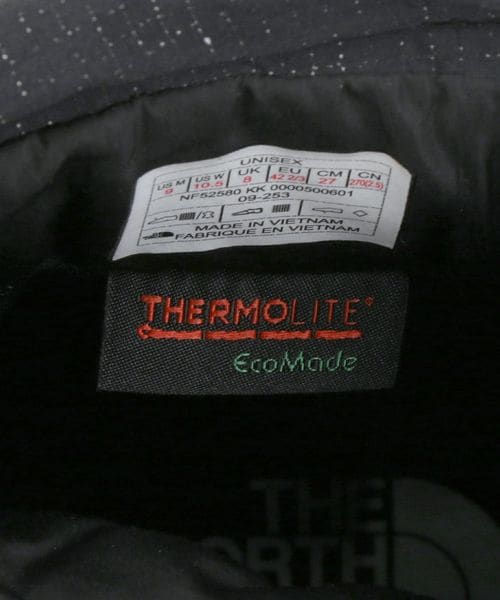 UNISEX
US M US W UK EU CM CN
9 10.5 8 42 2/3 27 270(2.5)
NF52580 KK 0000500601
09-253
MADE IN VIETNAM
FABRIQUE EN VIETNAM
THERMOLITE®
EcoMade
THE
NORTH